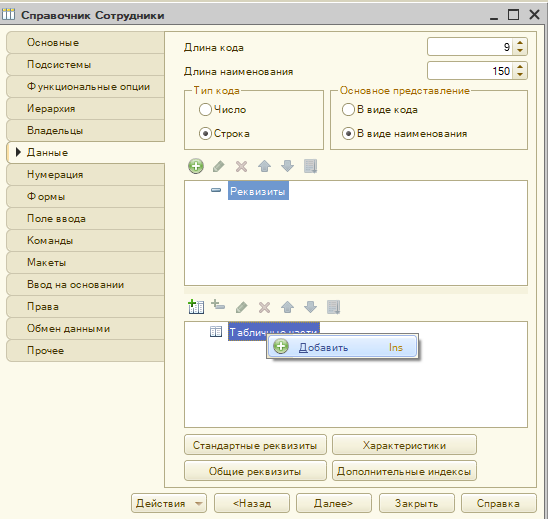 Справочник Сотрудники
Основные
Подсистемы
Функциональные опции
Иерархия
Владельцы
Данные
Нумерация
Формы
Поле ввода
Команды
Макеты
Ввод на основании
Права
Обмен данными
Прочее
Длина кода 9
Длина наименования 150
Тип кода
Число
Строка
Основное представление
В виде кода
В виде наименования
Реквизиты
Табличные части
Добавить Ins
Стандартные реквизиты Характеристики
Общие реквизиты Дополнительные индексы
Действия <Назад Далее> Закрыть Справка